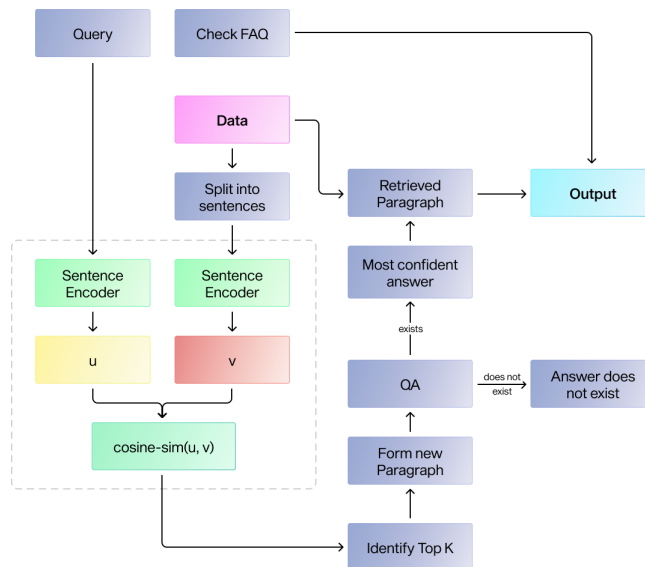 Query
Check FAQ
Data
Split into
sentences
Retrieved
Paragraph
Output
Sentence
Encoder
Sentence
Encoder
Most confident
answer
exists
u
v
QA
does not
exist
Answer does
not exist
cosine-sim(u, v)
Form new
Paragraph
Identify Top K